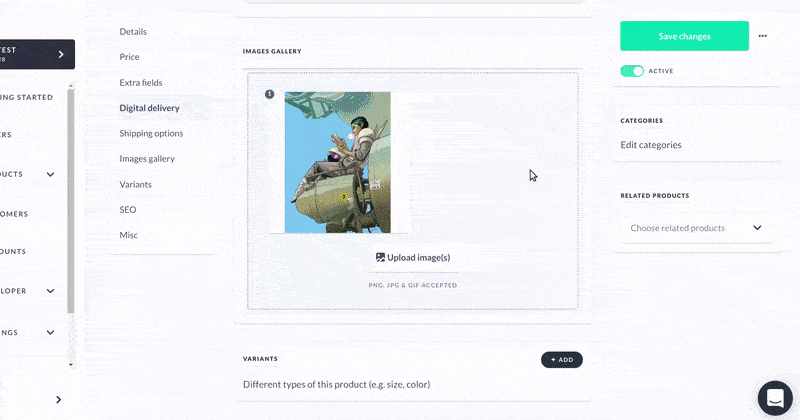 TEST
28
ING STARTED
ERS
DUCTS
OMERS
OUNTS
LOPER
NGS
Details
Price
Extra fields
Digital delivery
Shipping options
Images gallery
Variants
SEO
Misc
IMAGES GALLERY
1
Upload image(s)
PNG, JPG & GIF ACCEPTED
VARIANTS
+ ADD
Different types of this product (e.g. size, color)
Save changes
ACTIVE
CATEGORIES
Edit categories
RELATED PRODUCTS
Choose related products